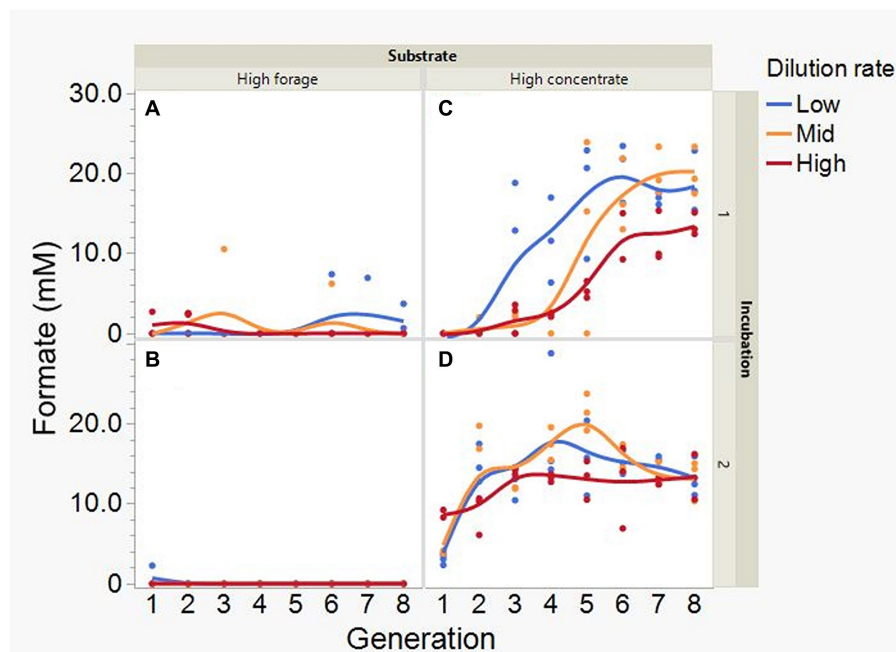 Substrate
High forage
High concentrate
Dilution rate
Low
Mid
High
A
C
B
D
30.0
20.0
10.0
0
20.0
10.0
0
Formate (mM)
1
2
Incubation
1 2 3 4 5 6 7 8
1 2 3 4 5 6 7 8
Generation